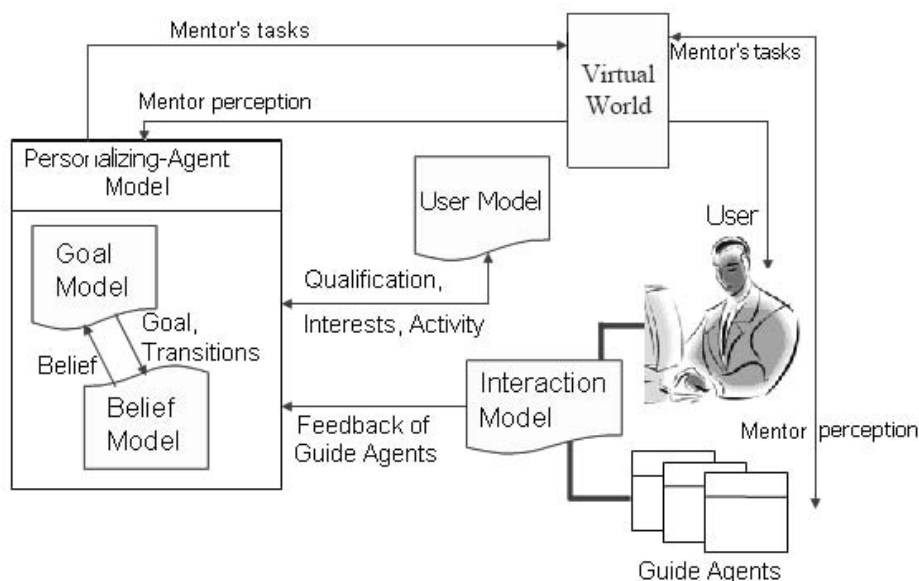 Mentor's tasks
Mentor perception
Virtual
World
Mentor's tasks
Personalizing-Agent
Model
User Model
User
Goal
Model
Qualification,
Interests, Activity
Goal,
Transitions
Belief
Belief
Model
Interaction
Model
Feedback of
Guide Agents
Mentor perception
Guide Agents